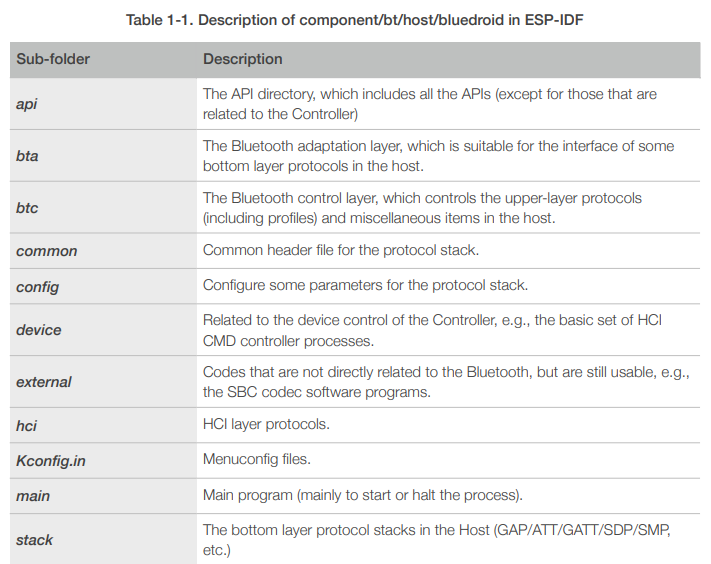 Table 1-1. Description of component/bt/host/bluedroid in ESP-IDF
Sub-folder Description
api The API directory, which includes all the APIs (except for those that are
related to the Controller)
bta The Bluetooth adaptation layer, which is suitable for the interface of some
bottom layer protocols in the host.
btc The Bluetooth control layer, which controls the upper-layer protocols
(including profiles) and miscellaneous items in the host.
common Common header file for the protocol stack.
config Configure some parameters for the protocol stack.
device Related to the device control of the Controller, e.g., the basic set of HCI
CMD controller processes.
external Codes that are not directly related to the Bluetooth, but are still usable, e.g.,
the SBC codec software programs.
hci HCI layer protocols.
Kconfig.in Menuconfig files.
main Main program (mainly to start or halt the process).
stack The bottom layer protocol stacks in the Host (GAP/ATT/GATT/SDP/SMP,
etc.)